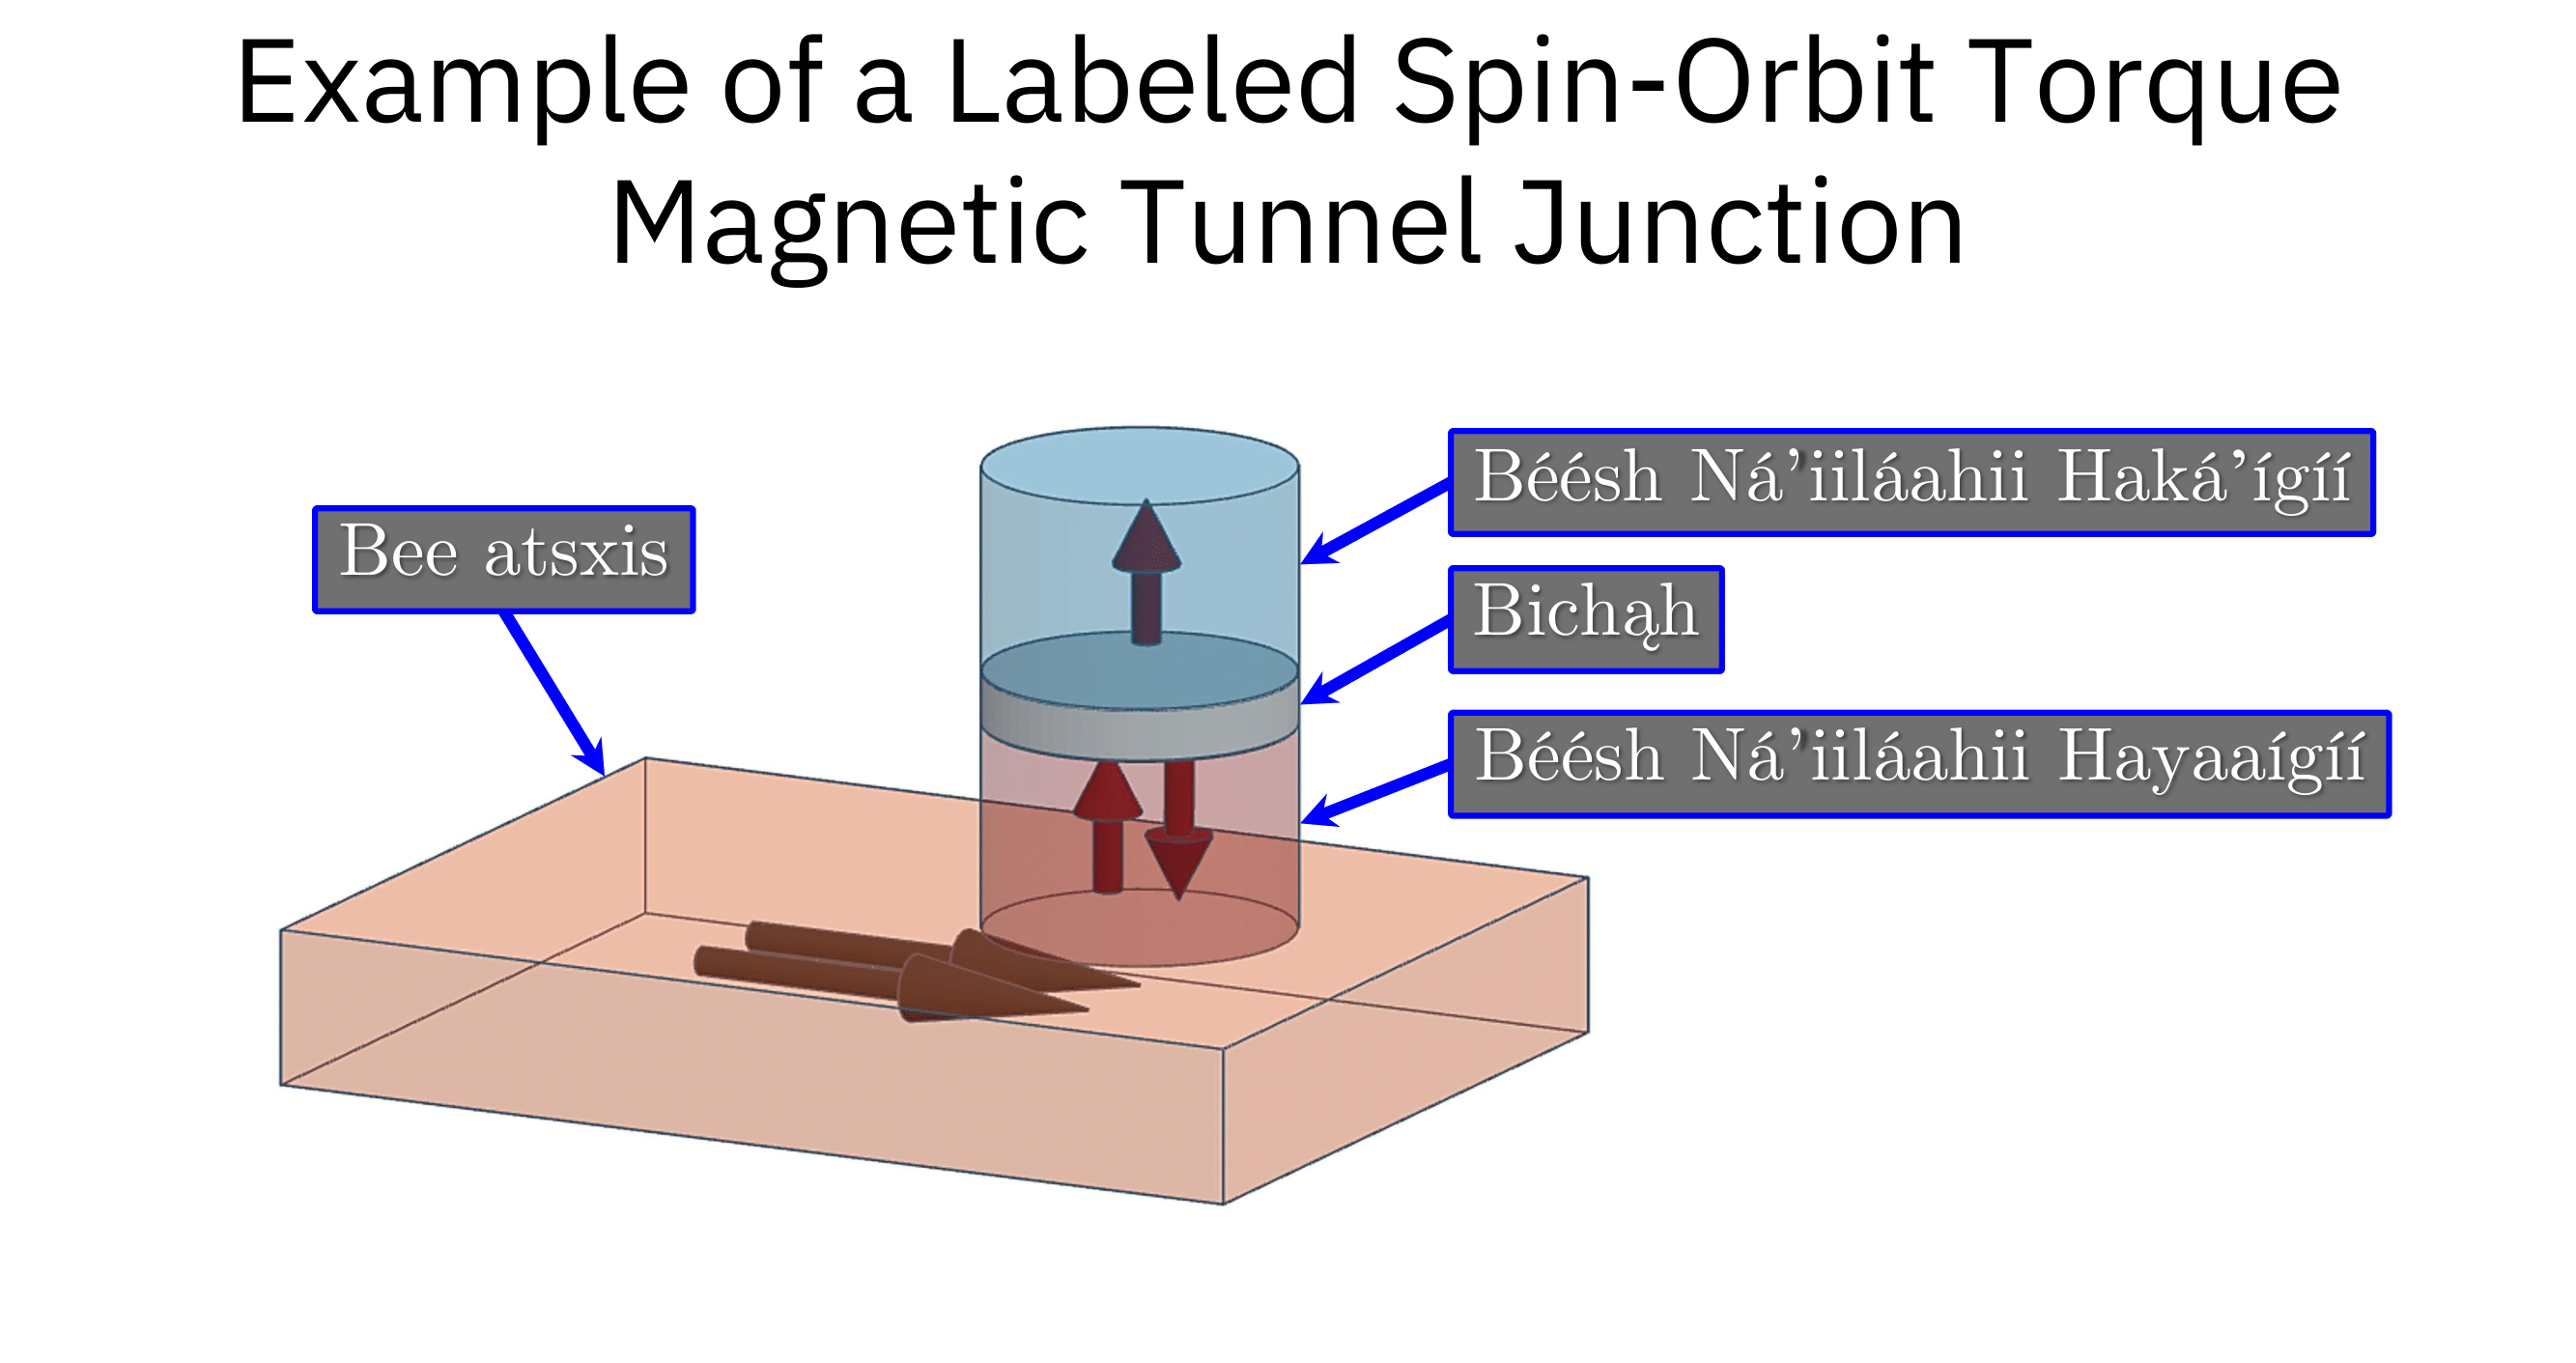 Example of a Labeled Spin-Orbit Torque
Magnetic Tunnel Junction
Béésh Ná’iiláahii Haká’ígíí
Bee atsxis
Bichąh
Béésh Ná’iiláahii Hayaaígíí